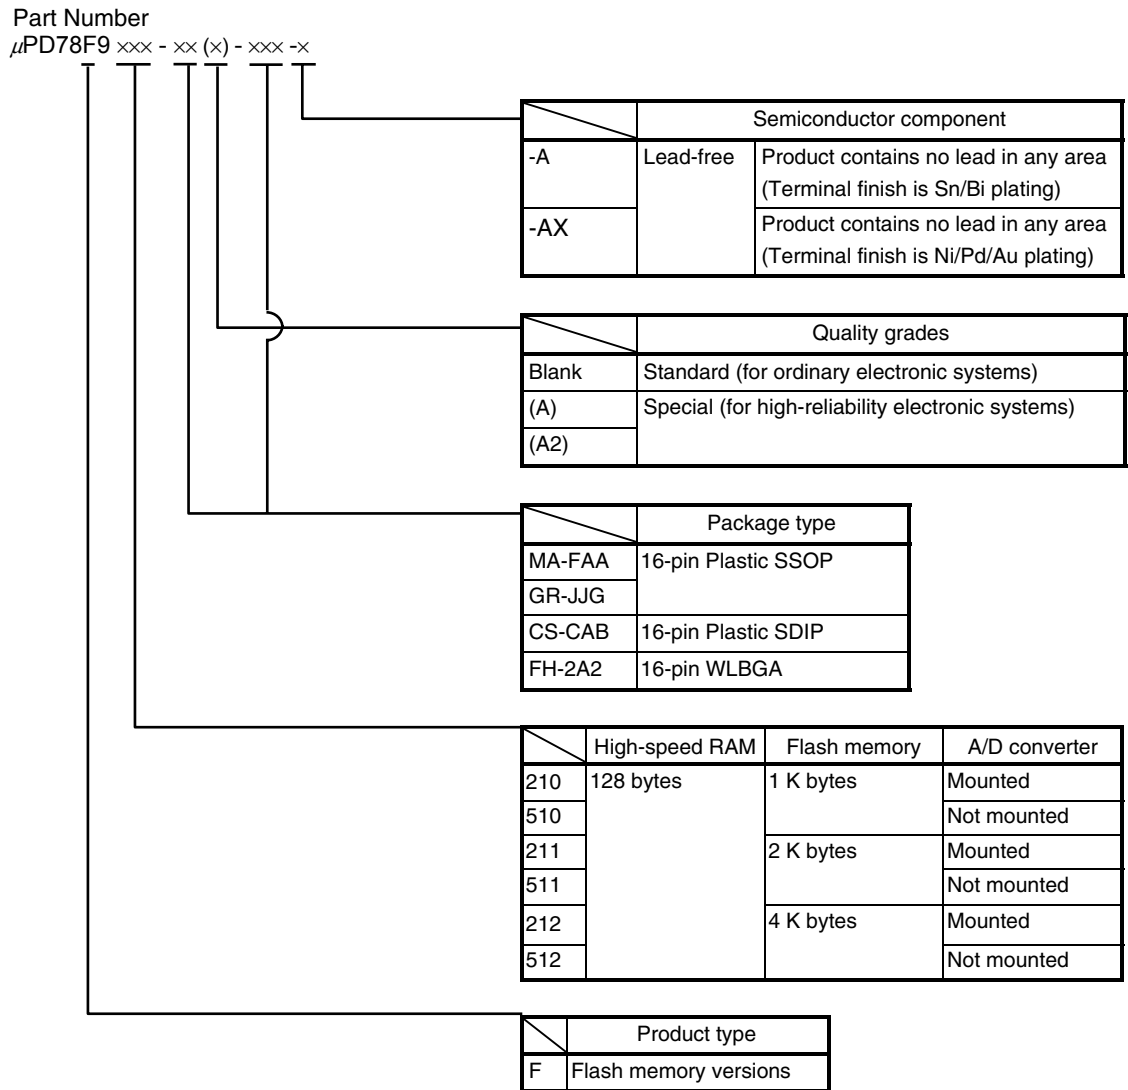 Part Number
μPD78F9 ××× - ×× (×) - ××× -×
Semiconductor component
-A Lead-free Product contains no lead in any area
(Terminal finish is Sn/Bi plating)
-AX Product contains no lead in any area
(Terminal finish is Ni/Pd/Au plating)
Quality grades
Blank Standard (for ordinary electronic systems)
(A) Special (for high-reliability electronic systems)
(A2)
Package type
MA-FAA 16-pin Plastic SSOP
GR-JJG
CS-CAB 16-pin Plastic SDIP
FH-2A2 16-pin WLBGA
High-speed RAM Flash memory A/D converter
210 128 bytes 1 K bytes Mounted
510 Not mounted
211 2 K bytes Mounted
511 Not mounted
212 4 K bytes Mounted
512 Not mounted
Product type
F Flash memory versions